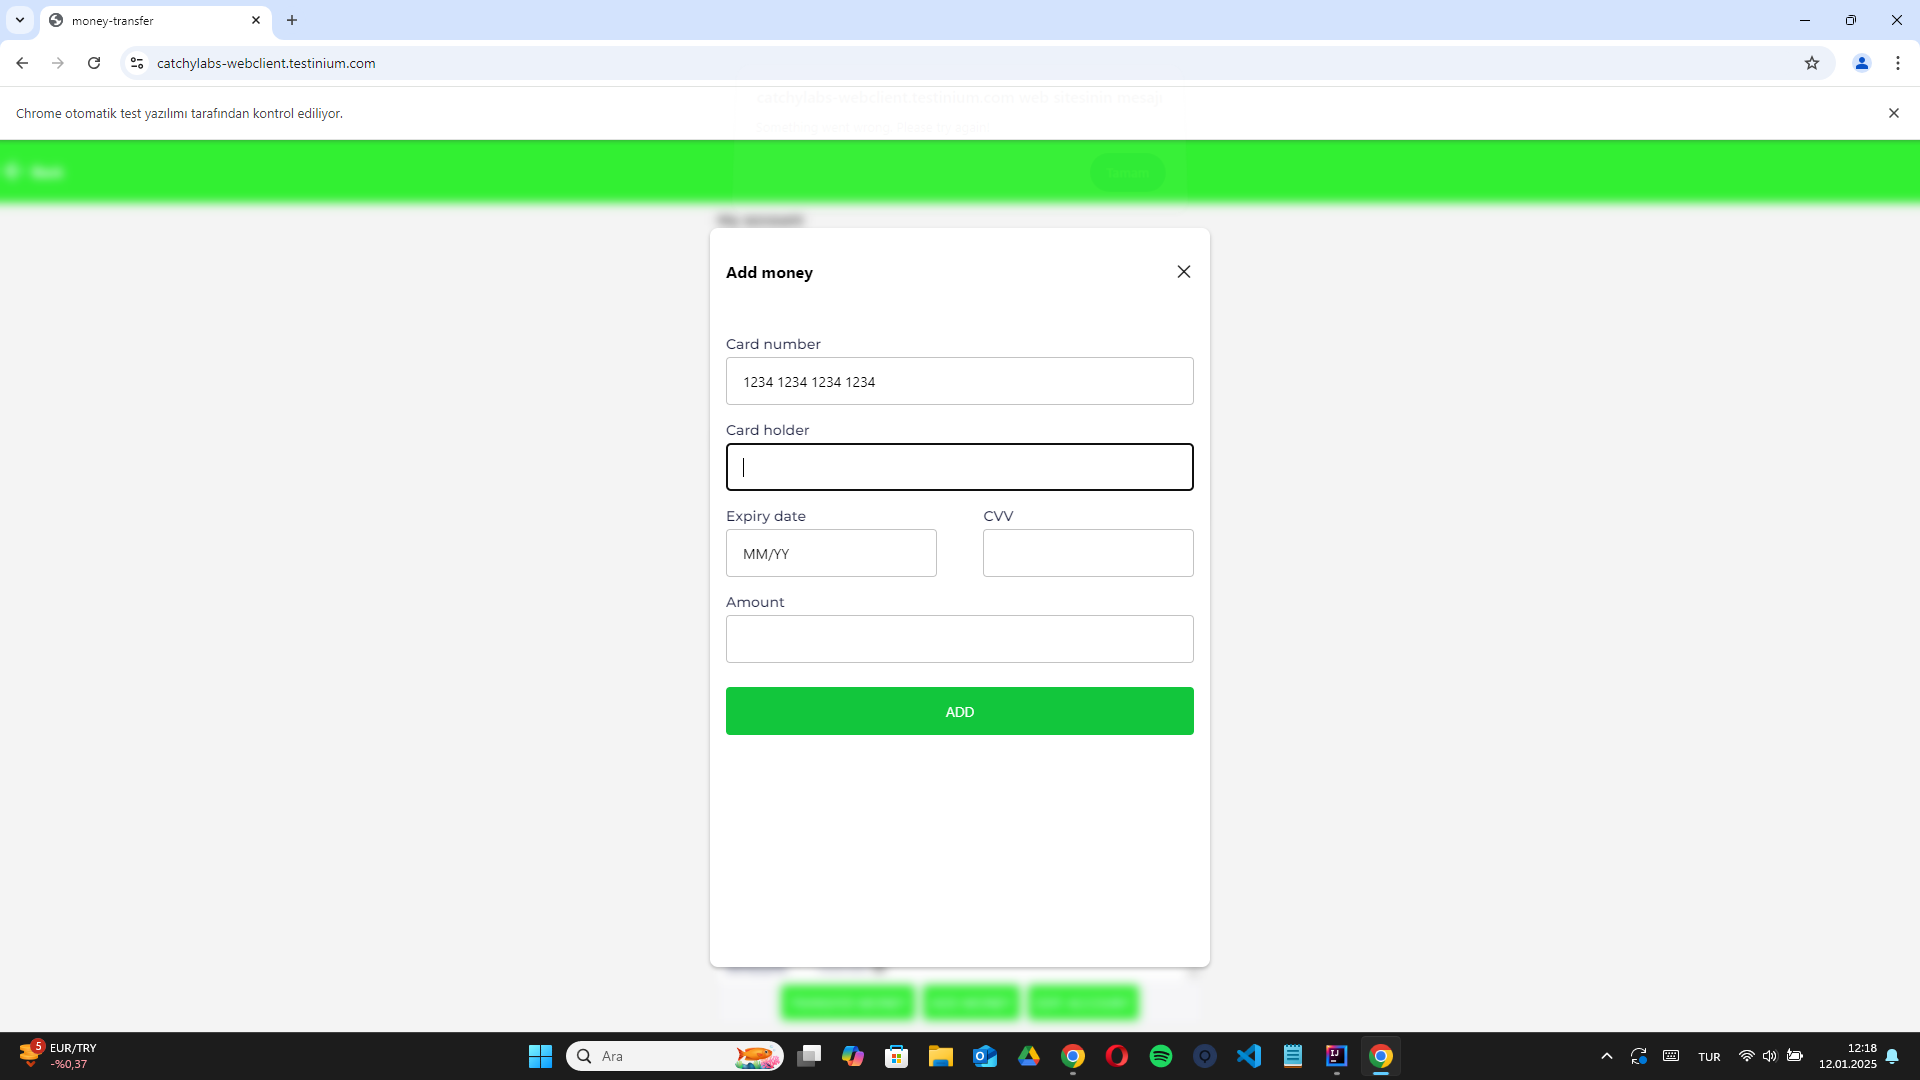 money-transfer
catchylabs-webclient.testinium.com
Chrome otomatik test yazılımı tarafından kontrol ediliyor.
catchylabs-webclient.testinium.com web sitesinin mesajı
My account
Add money
Card number
1234 1234 1234 1234
Card holder
Expiry date
CVV
MM/YY
Amount
ADD
5
EUR/TRY
-%0,37
Ara
TUR
12:18
12.01.2025